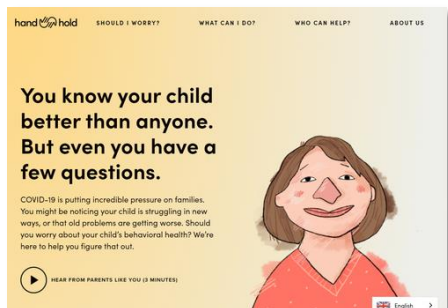 hand hold SHOULD I WORRY? WHAT CAN I DO? WHO CAN HELP? ABOUT US
You know your child
better than anyone.
But even you have a
few questions.
COVID-19 is putting incredible pressure on families.
You might be noticing your child is struggling in new
ways, or that old problems are getting worse. Should
you worry about your child's behavioral health? We're
here to help you figure that out.
HEAR FROM PARENTS LIKE YOU (3 MINUTES)
English